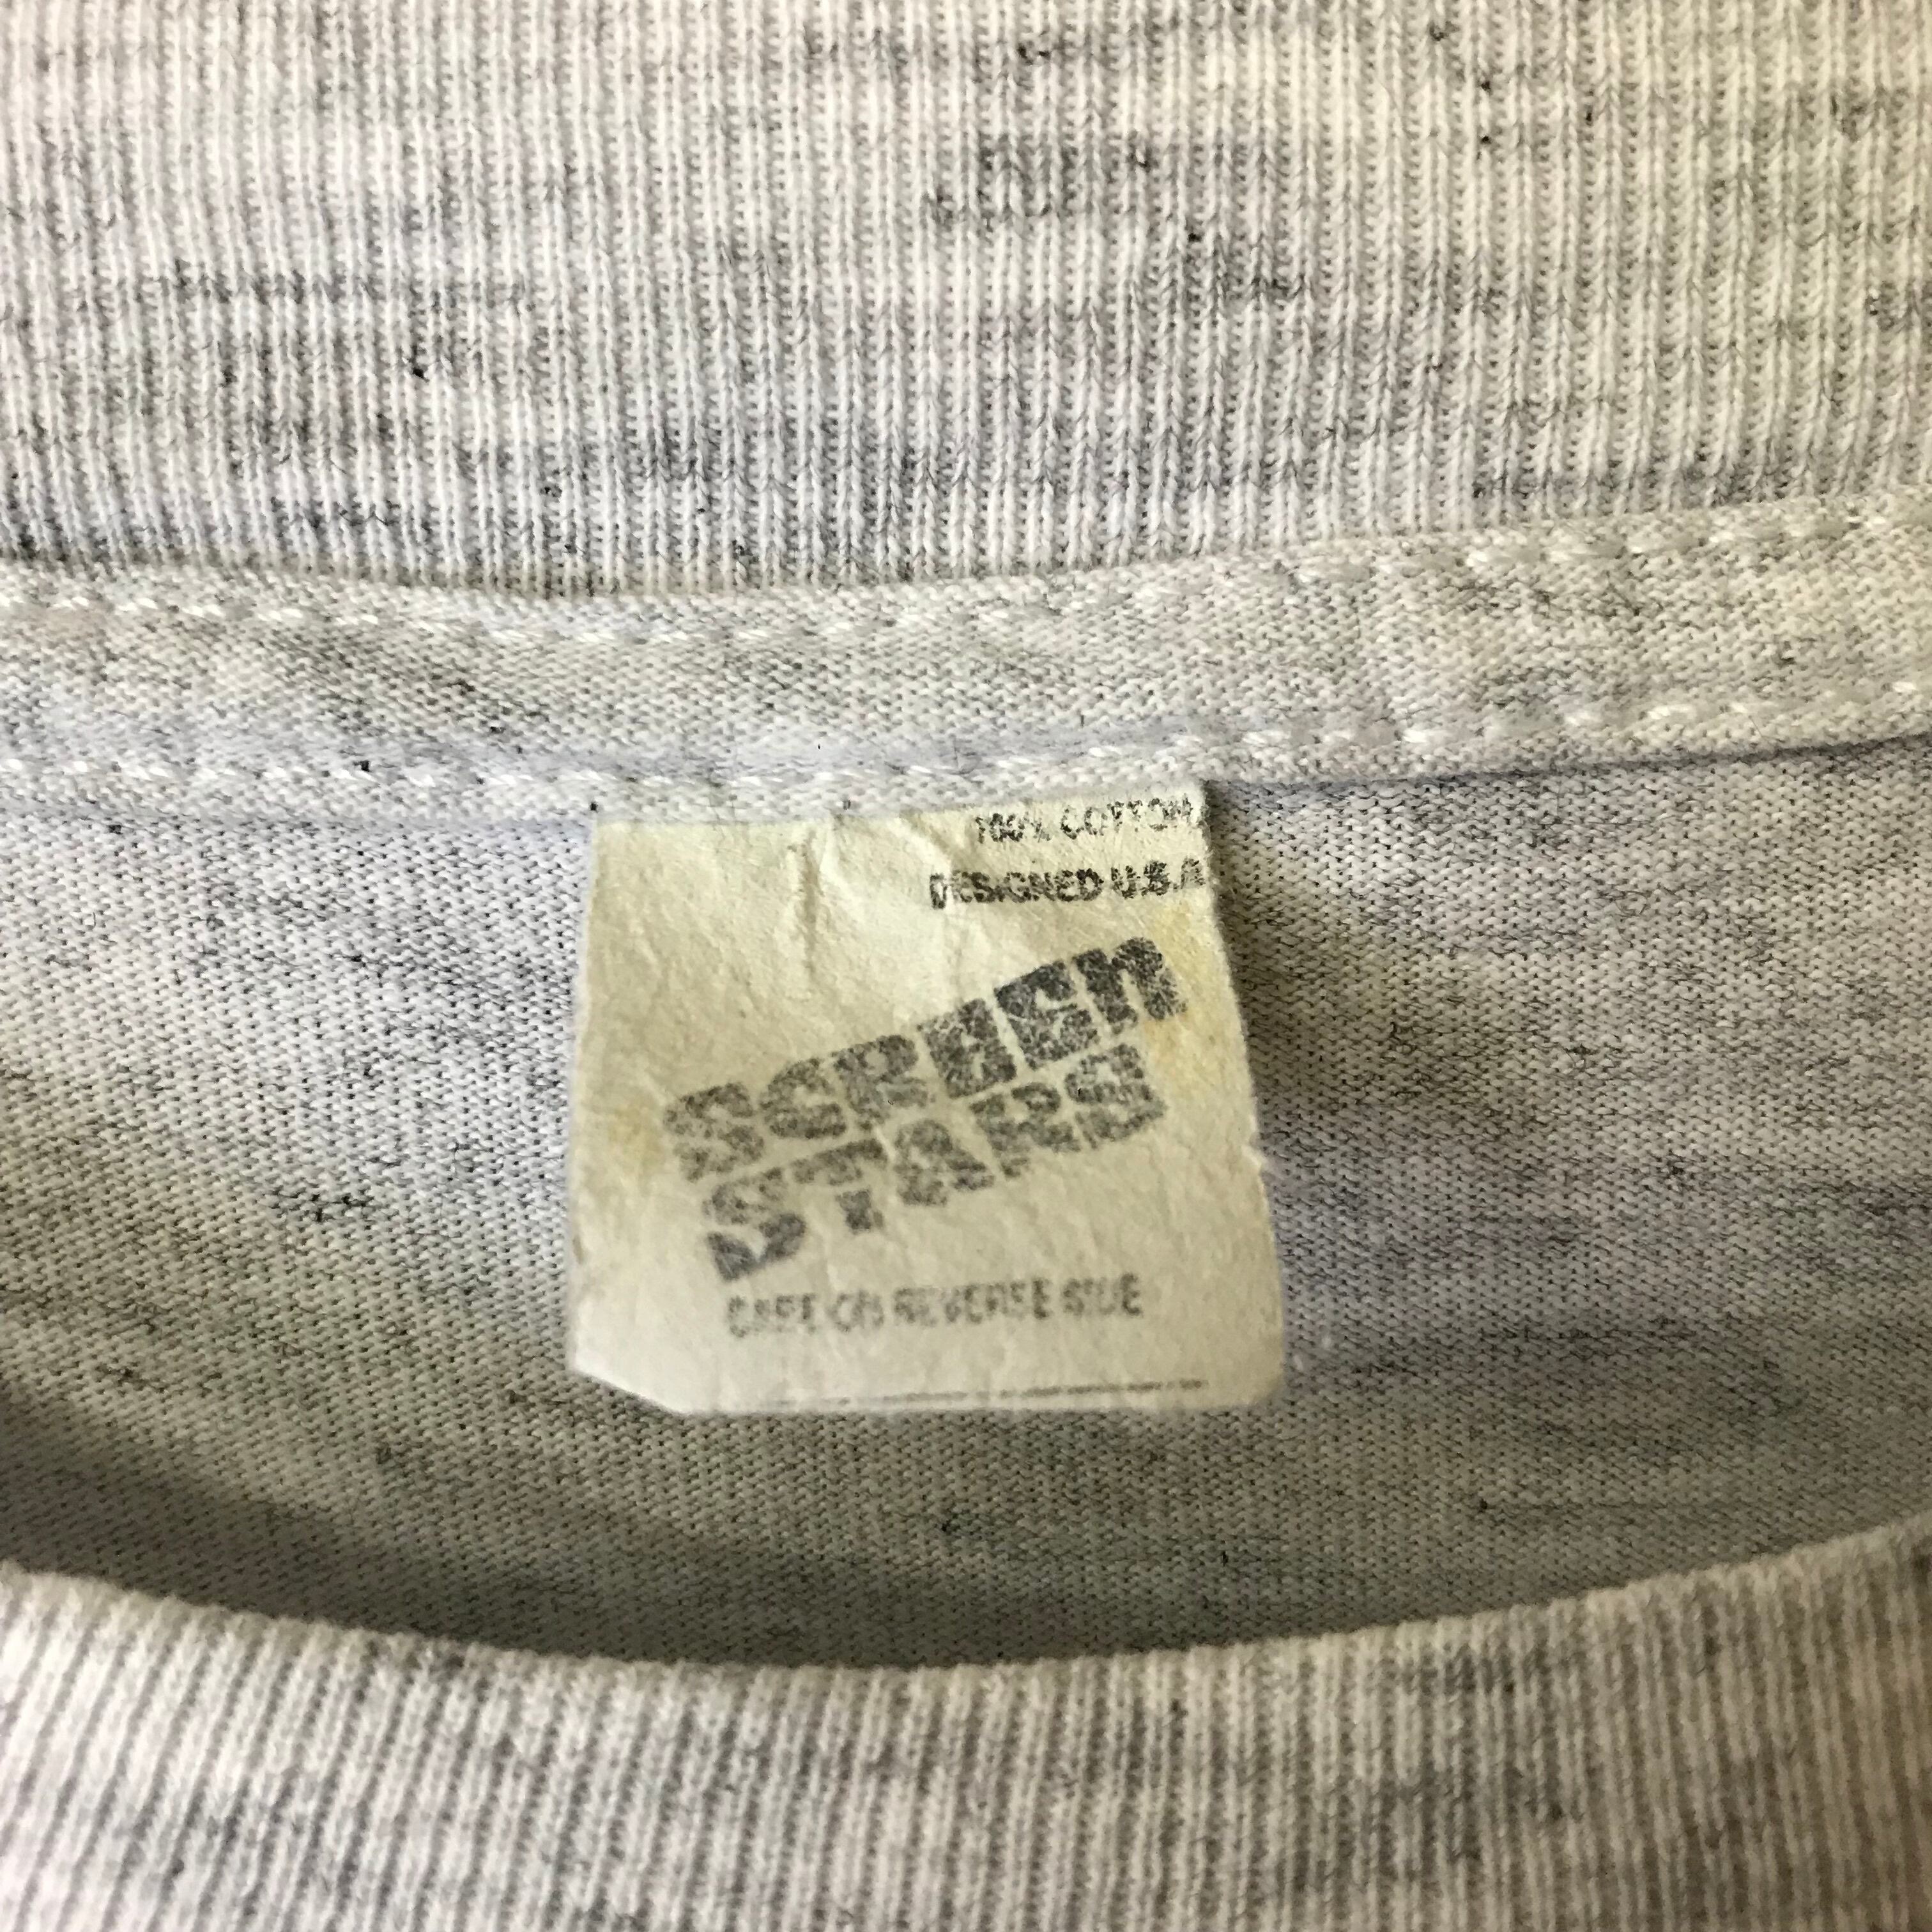 100% COTTON
DESIGNED U.S.A
SCREEN
STARS
CARE ON REVERSE SIDE